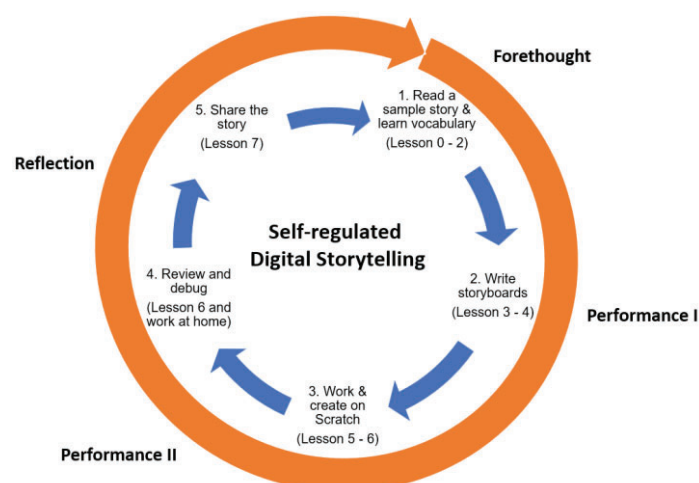 Forethought
1. Read a
sample story &
learn vocabulary
(Lesson 0 - 2)
5. Share the
story
(Lesson 7)
Reflection
Self-regulated
Digital Storytelling
4. Review and
debug
(Lesson 6 and
work at home)
2. Write
storyboards
(Lesson 3 - 4)
Performance I
3. Work &
create on
Scratch
(Lesson 5 - 6)
Performance II